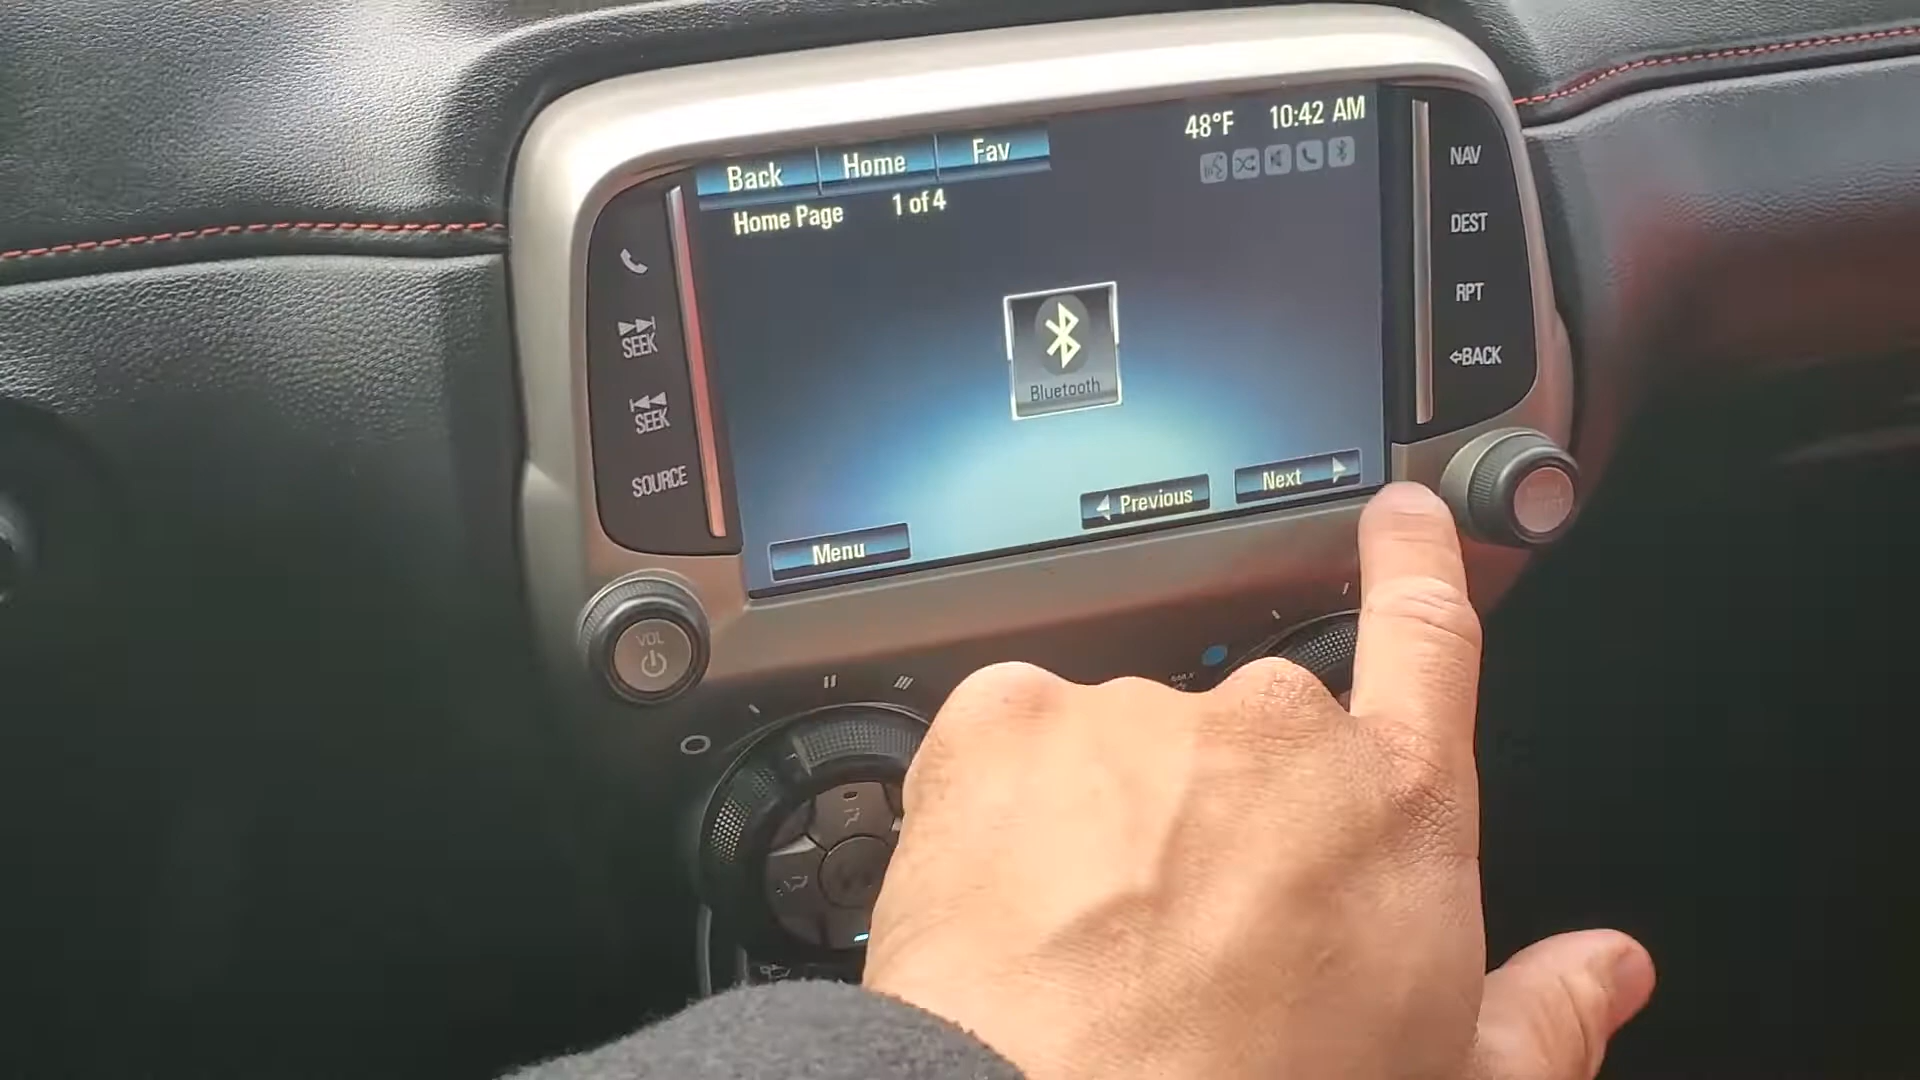 48°F 10:42 AM
Back Home Fav
Home Page 1 of 4
Bluetooth
Previous Next
Menu
SEEK
SEEK
SOURCE
NAV
DEST
RPT
BACK
VOL
MAX